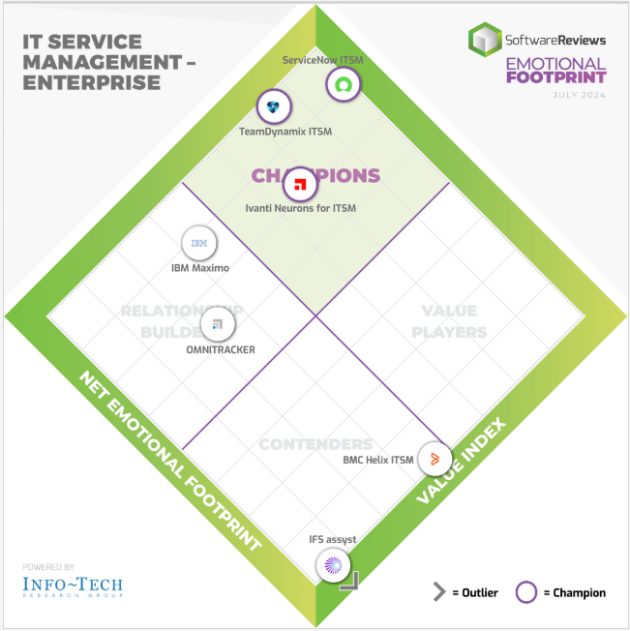 IT SERVICE
MANAGEMENT –
ENTERPRISE
SoftwareReviews
EMOTIONAL
FOOTPRINT
JULY 2024
ServiceNow ITSM
TeamDynamix ITSM
CHAMPIONS
Ivanti Neurons for ITSM
IBM
IBM Maximo
RELATIONSHIP
BUILDERS
VALUE
PLAYERS
OMNITRACKER
NET EMOTIONAL FOOTPRINT
CONTENDERS
BMC Helix ITSM
VALUE INDEX
IFS assyst
POWERED BY
INFO~TECH
RESEARCH GROUP
= Outlier
= Champion